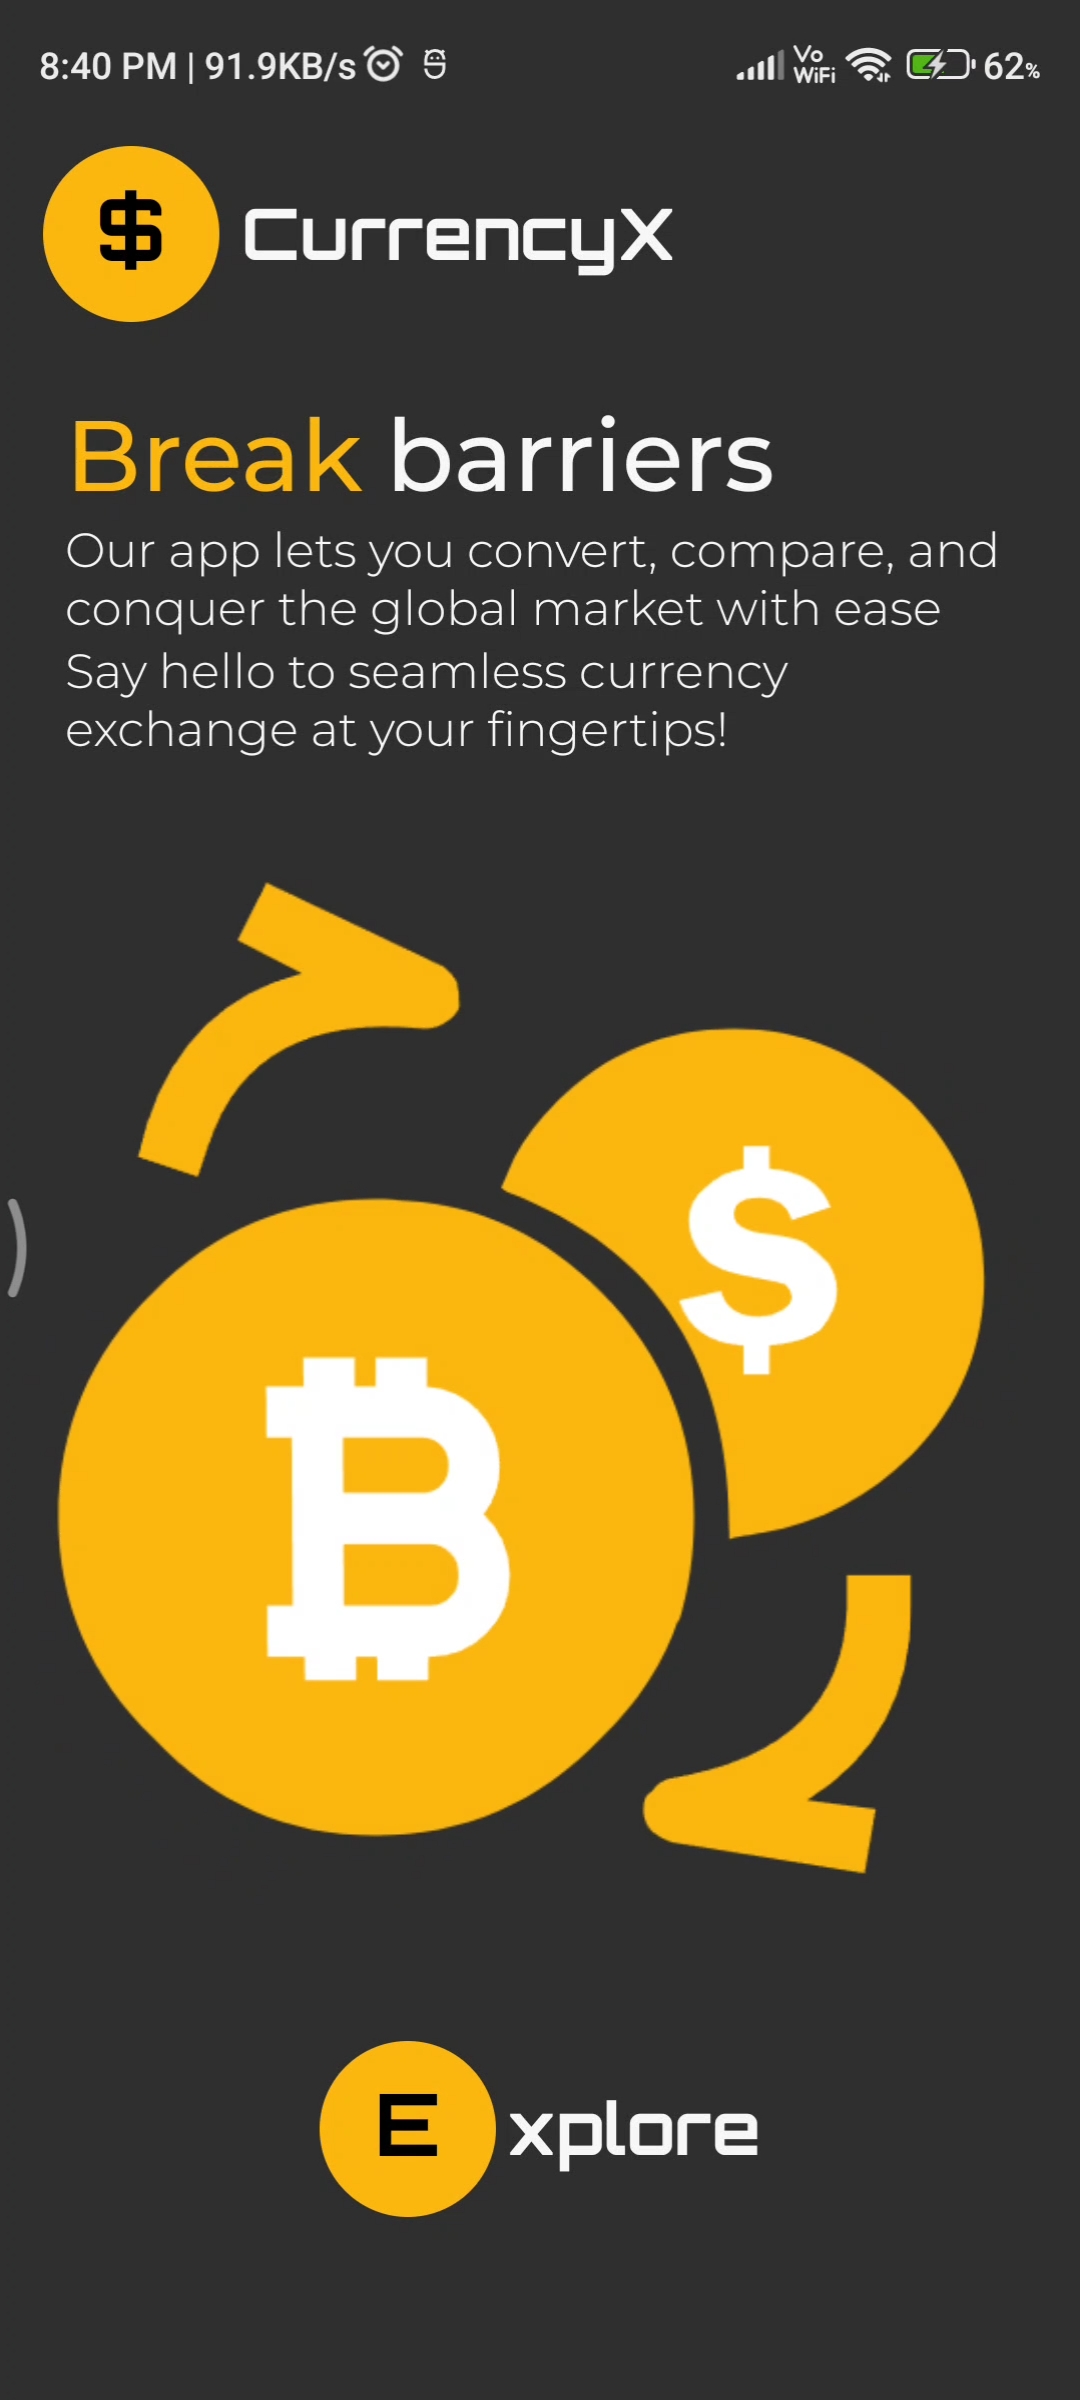 8:40 PM | 91.9KB/s Vo WiFi 62%
$ CurrencyX
Break barriers
Our app lets you convert, compare, and
conquer the global market with ease
Say hello to seamless currency
exchange at your fingertips!
$
₿
Explore